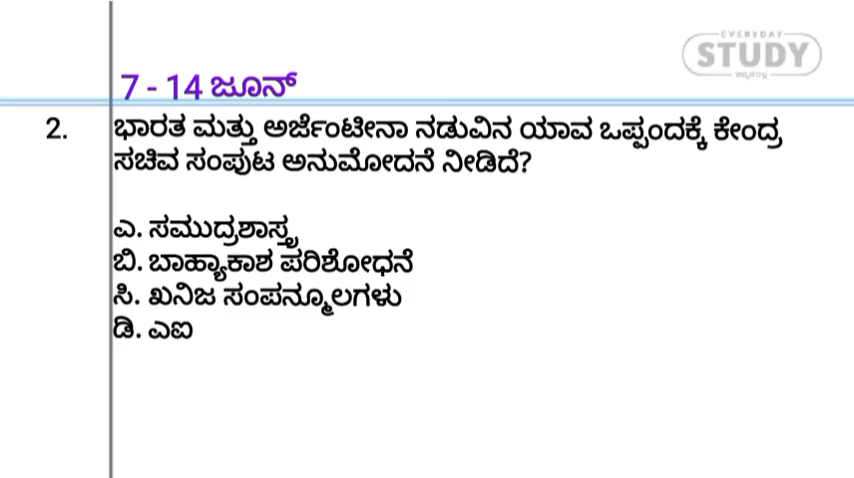 EVERYDAY
STUDY
7 - 14 ಜೂನ್
2. ಭಾರತ ಮತ್ತು ಅರ್ಜೆಂಟೀನಾ ನಡುವಿನ ಯಾವ ಒಪ್ಪಂದಕ್ಕೆ ಕೇಂದ್ರ
ಸಚಿವ ಸಂಪುಟ ಅನುಮೋದನೆ ನೀಡಿದೆ?
ಎ. ಸಮುದ್ರಶಾಸ್ತ್ರ
ಬಿ. ಬಾಹ್ಯಾಕಾಶ ಪರಿಶೋಧನೆ
ಸಿ. ಖನಿಜ ಸಂಪನ್ಮೂಲಗಳು
ಡಿ. ಎಐ